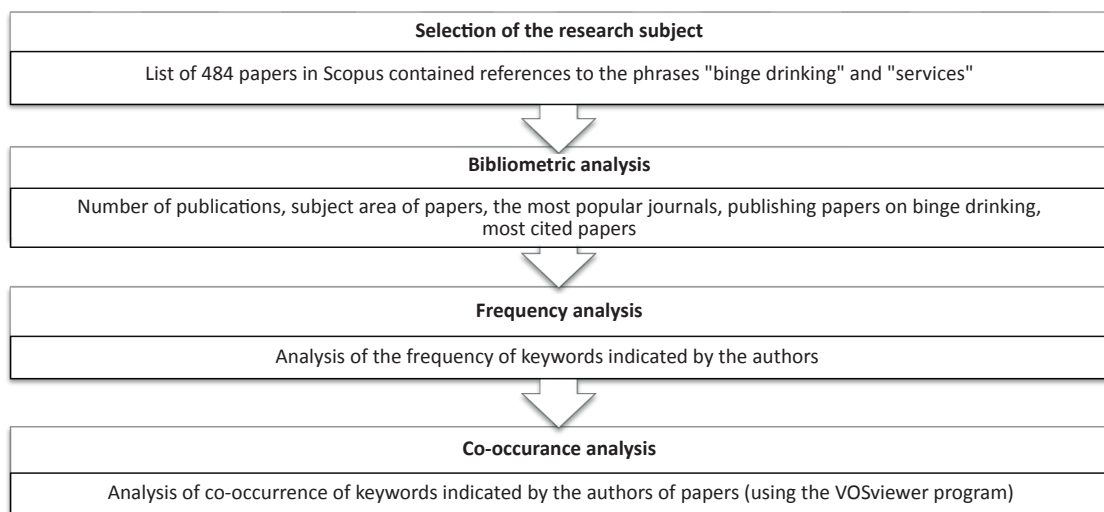 Selection of the research subject
List of 484 papers in Scopus contained references to the phrases "binge drinking" and "services"
Bibliometric analysis
Number of publications, subject area of papers, the most popular journals, publishing papers on binge drinking,
most cited papers
Frequency analysis
Analysis of the frequency of keywords indicated by the authors
Co-occurance analysis
Analysis of co-occurrence of keywords indicated by the authors of papers (using the VOSviewer program)